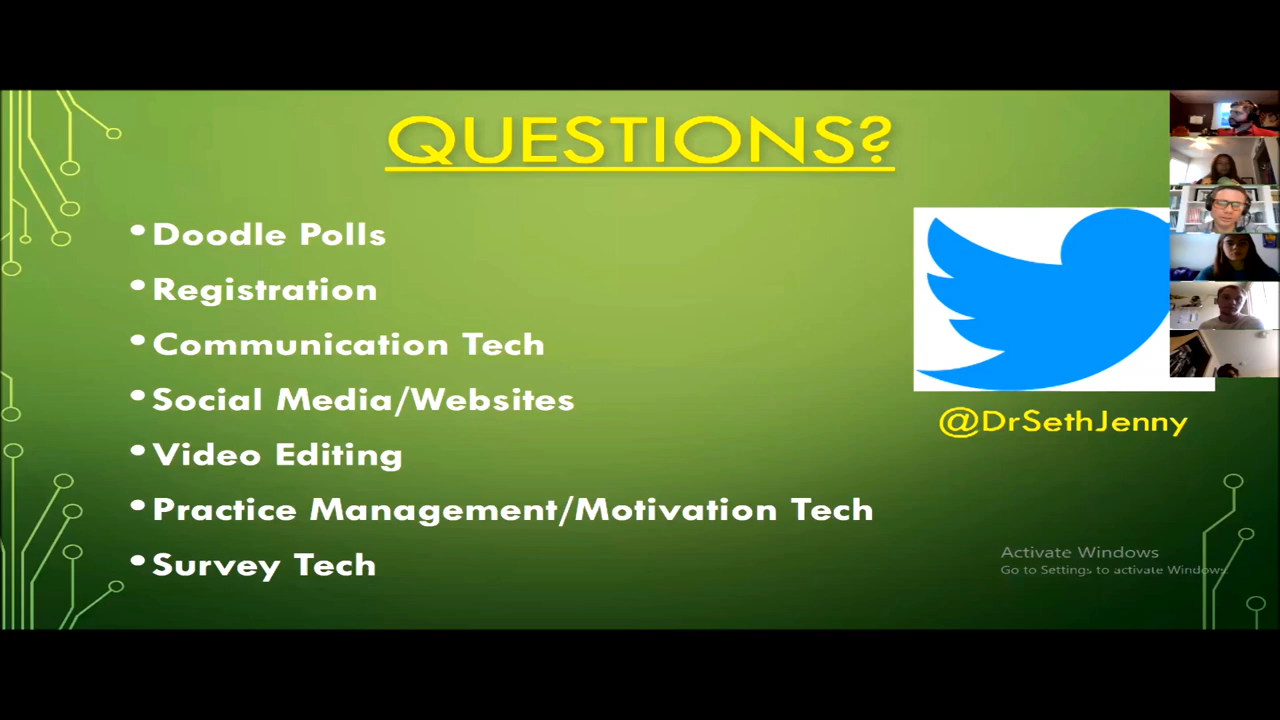 QUESTIONS?
•Doodle Polls
•Registration
•Communication Tech
•Social Media/Websites
•Video Editing
•Practice Management/Motivation Tech
•Survey Tech
@DrSethJenny
Activate Windows
Go to Settings to activate Windows.